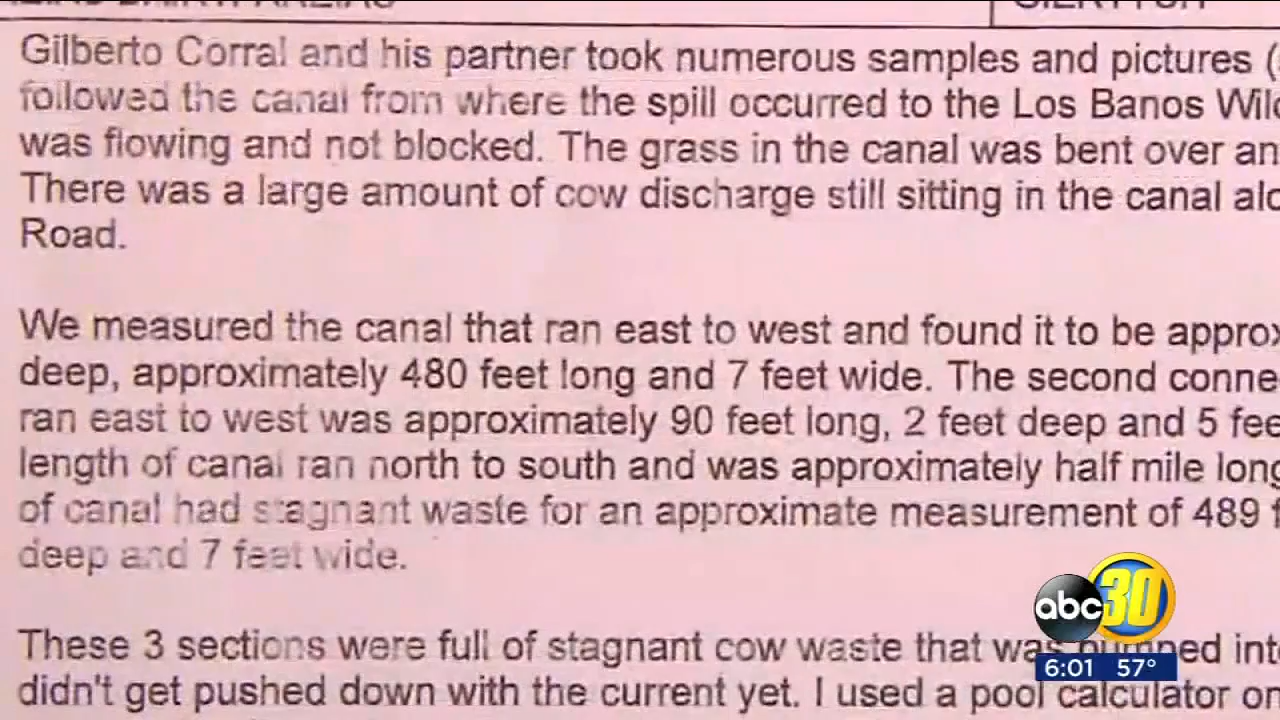 Gilberto Corral and his partner took numerous samples and pictures (
followed the canal from where the spill occurred to the Los Banos Wil
was flowing and not blocked. The grass in the canal was bent over an
There was a large amount of cow discharge still sitting in the canal alo
Road.
We measured the canal that ran east to west and found it to be approx
deep, approximately 480 feet long and 7 feet wide. The second conne
ran east to west was approximately 90 feet long, 2 feet deep and 5 fee
length of canal ran north to south and was approximately half mile long
of canal had stagnant waste for an approximate measurement of 489 f
deep and 7 feet wide.
These 3 sections were full of stagnant cow waste that was pumped int
didn't get pushed down with the current yet. I used a pool calculator on
abc 30
6:01 57°